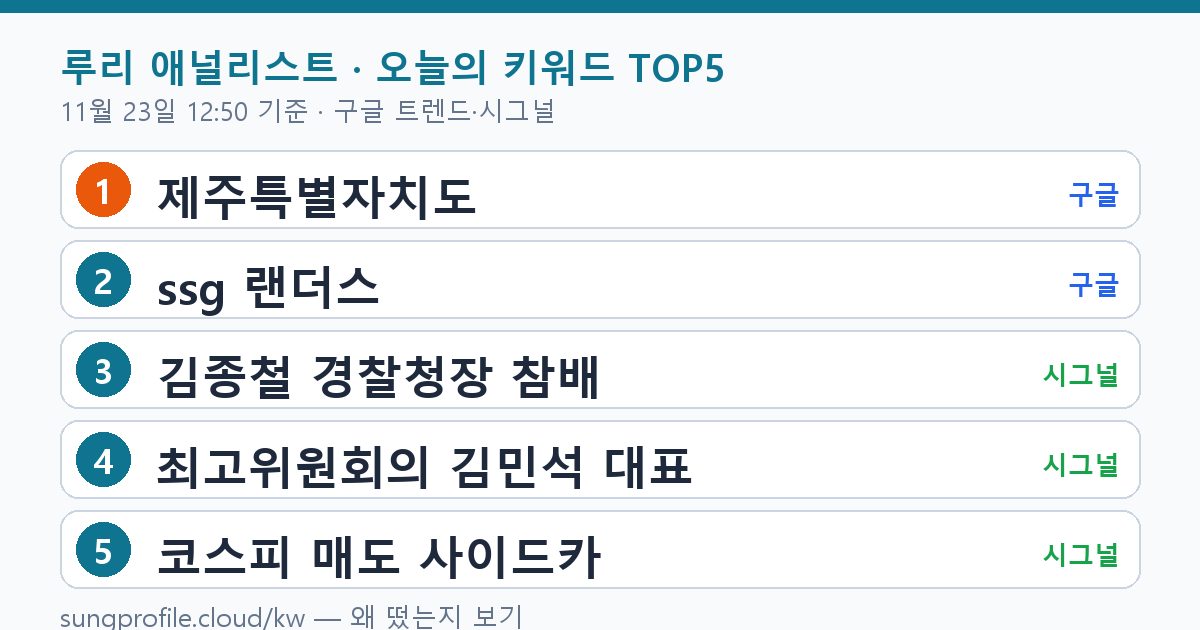 루리 애널리스트 · 오늘의 키워드 TOP5
11월 23일 12:50 기준 · 구글 트렌드·시그널
1 제주특별자치도 구글
2 ssg 랜더스 구글
3 김종철 경찰청장 참배 시그널
4 최고위원회의 김민석 대표 시그널
5 코스피 매도 사이드카 시그널
sungprofile.cloud/kw — 왜 떴는지 보기